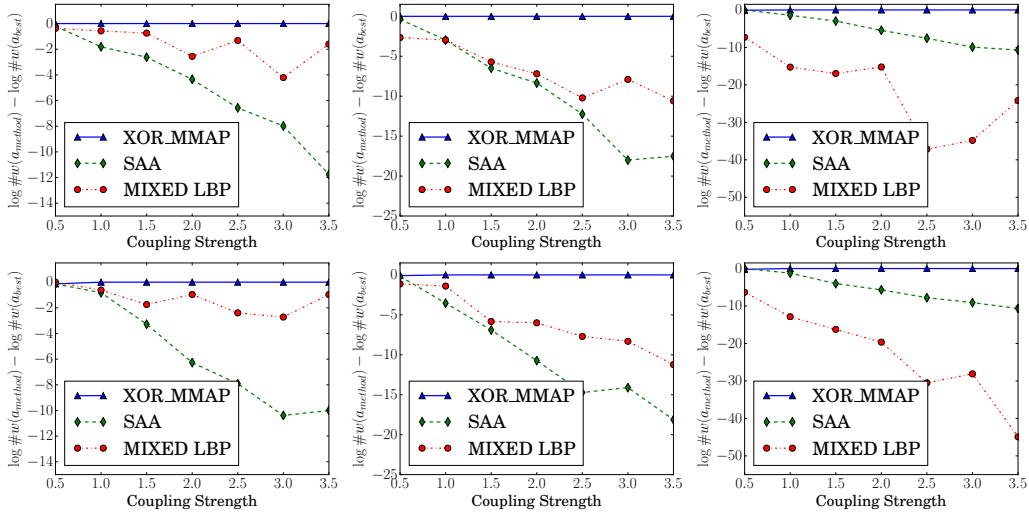 log #w(a_method) − log #w(a_best)
0
−2
−4
−6
−8
−10
−12
−14
XOR_MMAP
SAA
MIXED LBP
0.5 1.0 1.5 2.0 2.5 3.0 3.5
Coupling Strength
log #w(a_method) − log #w(a_best)
0
−5
−10
−15
−20
−25
XOR_MMAP
SAA
MIXED LBP
0.5 1.0 1.5 2.0 2.5 3.0 3.5
Coupling Strength
log #w(a_method) − log #w(a_best)
0
−10
−20
−30
−40
−50
XOR_MMAP
SAA
MIXED LBP
0.5 1.0 1.5 2.0 2.5 3.0 3.5
Coupling Strength
log #w(a_method) − log #w(a_best)
0
−2
−4
−6
−8
−10
−12
−14
XOR_MMAP
SAA
MIXED LBP
0.5 1.0 1.5 2.0 2.5 3.0 3.5
Coupling Strength
log #w(a_method) − log #w(a_best)
0
−5
−10
−15
−20
−25
XOR_MMAP
SAA
MIXED LBP
0.5 1.0 1.5 2.0 2.5 3.0 3.5
Coupling Strength
log #w(a_method) − log #w(a_best)
0
−10
−20
−30
−40
−50
XOR_MMAP
SAA
MIXED LBP
0.5 1.0 1.5 2.0 2.5 3.0 3.5
Coupling Strength